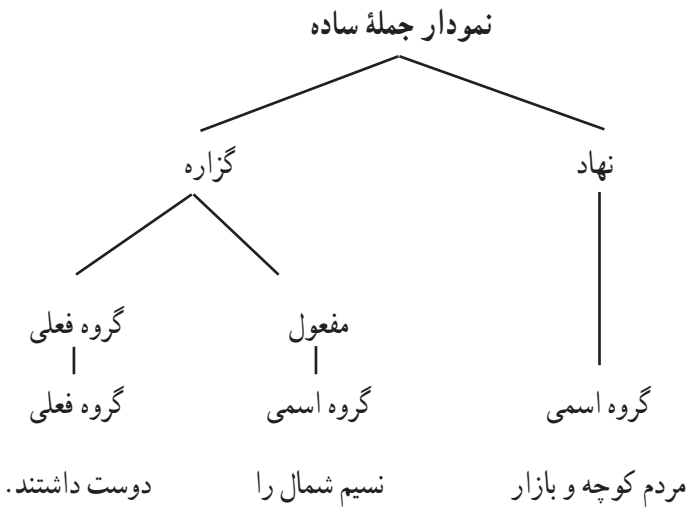 نمودار جملهٔ ساده
نهاد گزاره
مفعول گروه فعلی
گروه اسمی گروه اسمی گروه فعلی
مردم کوچه و بازار نسیم شمال را دوست داشتند.